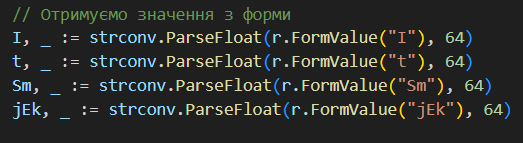 // Отримуємо значення з форми
I, _ := strconv.ParseFloat(r.FormValue("I"), 64)
t, _ := strconv.ParseFloat(r.FormValue("t"), 64)
Sm, _ := strconv.ParseFloat(r.FormValue("Sm"), 64)
jEk, _ := strconv.ParseFloat(r.FormValue("jEk"), 64)